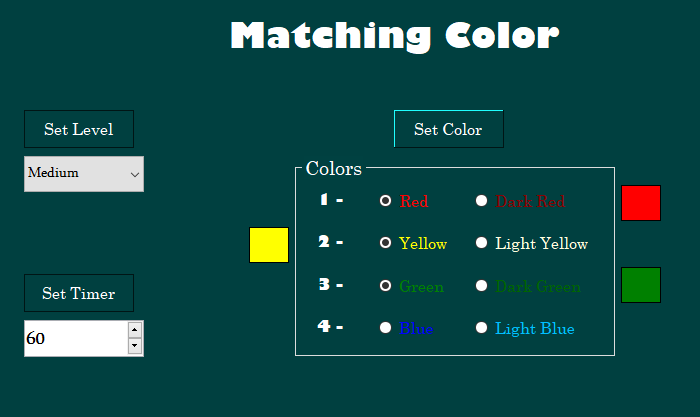 Matching Color
Set Level
Set Color
Medium
Colors
1 - Red Dark Red
2 - Yellow Light Yellow
3 - Green Dark Green
4 - Blue Light Blue
Set Timer
60